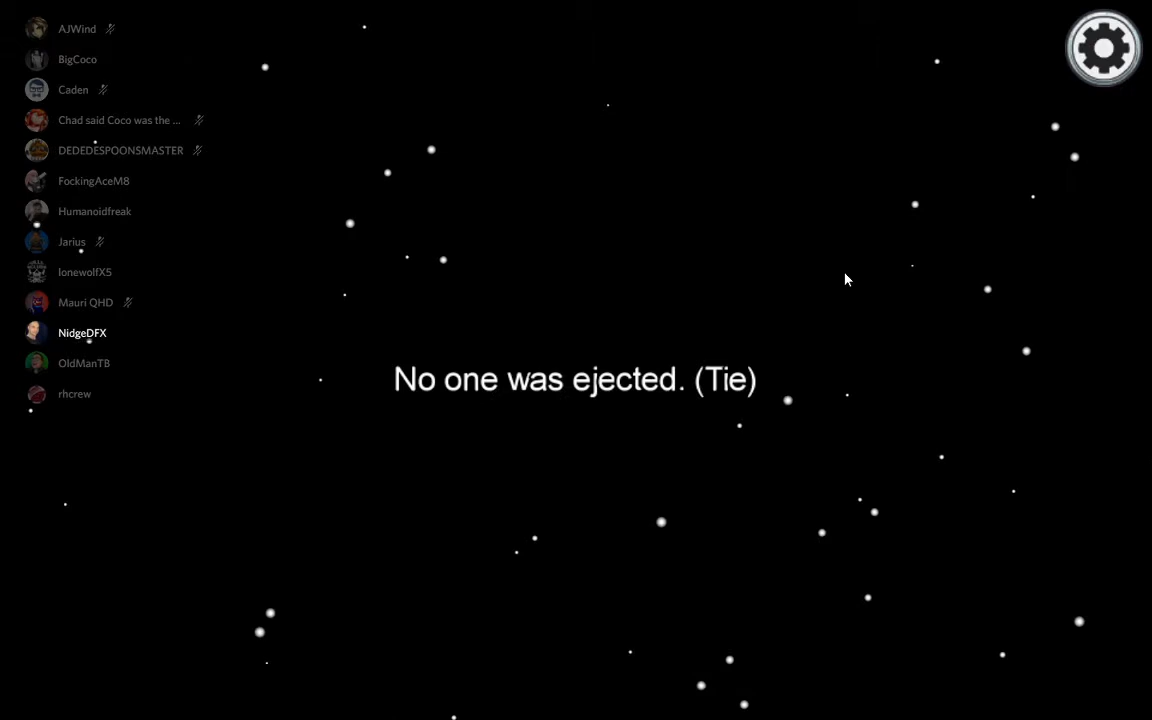 AJWind
BigCoco
Caden
Chad said Coco was the ...
DEDEDESPOONSMASTER
FockingAceM8
Humanoidfreak
Jarius
lonewolfX5
Mauri QHD
NidgeDFX
OldManTB
rhcrew
No one was ejected. (Tie)